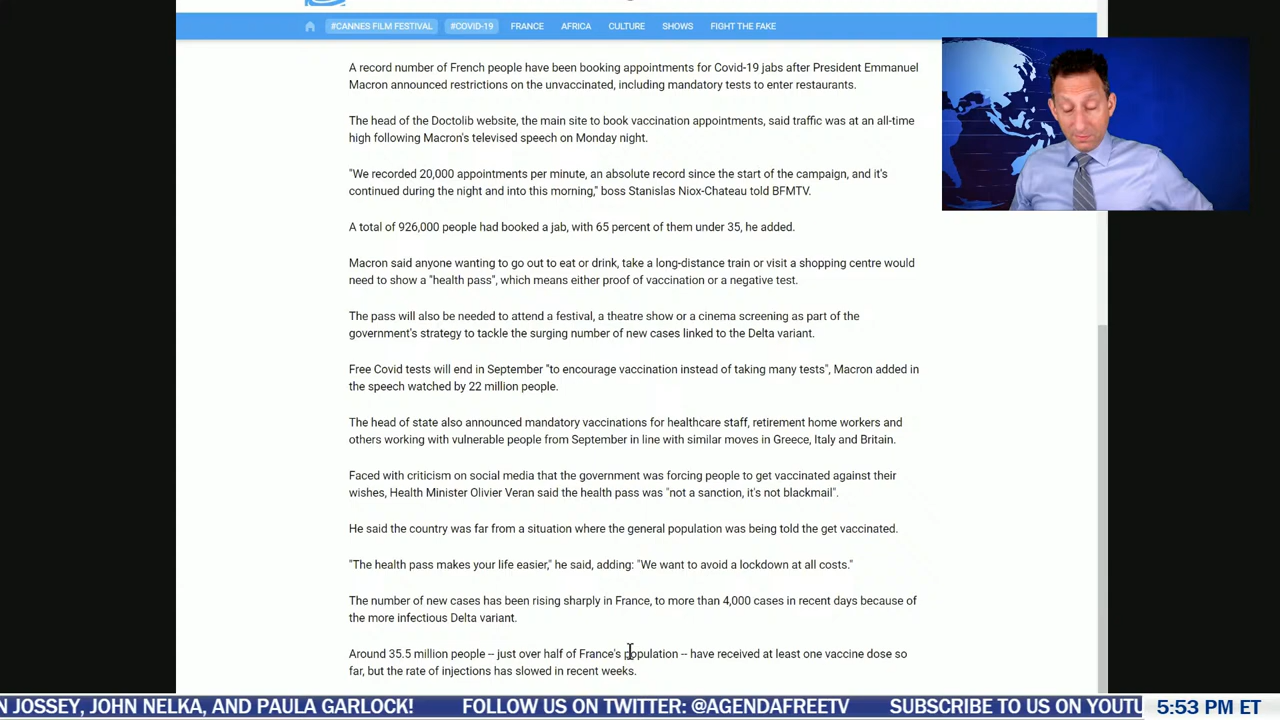 #CANNES FILM FESTIVAL #COVID-19 FRANCE AFRICA CULTURE SHOWS FIGHT THE FAKE
A record number of French people have been booking appointments for Covid-19 jabs after President Emmanuel
Macron announced restrictions on the unvaccinated, including mandatory tests to enter restaurants.
The head of the Doctolib website, the main site to book vaccination appointments, said traffic was at an all-time
high following Macron's televised speech on Monday night.
"We recorded 20,000 appointments per minute, an absolute record since the start of the campaign, and it's
continued during the night and into this morning," boss Stanislas Niox-Chateau told BFMTV.
A total of 926,000 people had booked a jab, with 65 percent of them under 35, he added.
Macron said anyone wanting to go out to eat or drink, take a long-distance train or visit a shopping centre would
need to show a "health pass", which means either proof of vaccination or a negative test.
The pass will also be needed to attend a festival, a theatre show or a cinema screening as part of the
government's strategy to tackle the surging number of new cases linked to the Delta variant.
Free Covid tests will end in September "to encourage vaccination instead of taking many tests", Macron added in
the speech watched by 22 million people.
The head of state also announced mandatory vaccinations for healthcare staff, retirement home workers and
others working with vulnerable people from September in line with similar moves in Greece, Italy and Britain.
Faced with criticism on social media that the government was forcing people to get vaccinated against their
wishes, Health Minister Olivier Veran said the health pass was "not a sanction, it's not blackmail".
He said the country was far from a situation where the general population was being told the get vaccinated.
"The health pass makes your life easier," he said, adding: "We want to avoid a lockdown at all costs."
The number of new cases has been rising sharply in France, to more than 4,000 cases in recent days because of
the more infectious Delta variant.
Around 35.5 million people -- just over half of France's population -- have received at least one vaccine dose so
far, but the rate of injections has slowed in recent weeks.
N JOSSEY, JOHN NELKA, AND PAULA GARLOCK! FOLLOW US ON TWITTER: @AGENDAFREETV SUBSCRIBE TO US ON YOUTU 5:53 PM ET